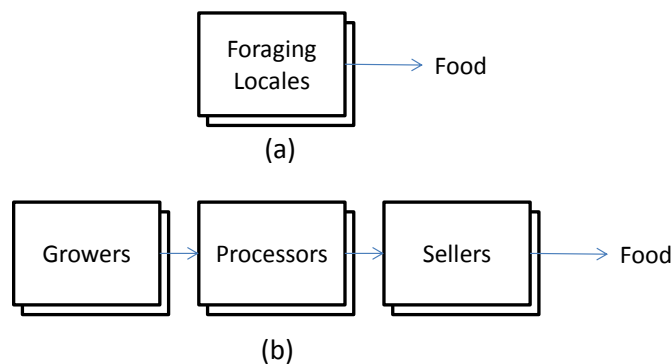 Foraging
Locales
Food
(a)
Growers
Processors
Sellers
Food
(b)